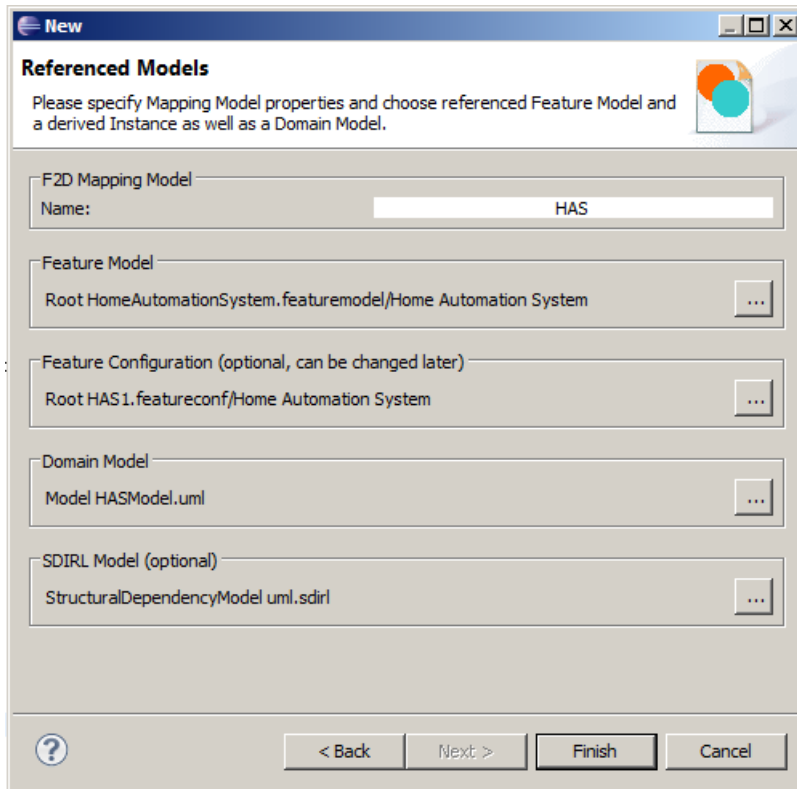 New
Referenced Models
Please specify Mapping Model properties and choose referenced Feature Model and
a derived Instance as well as a Domain Model.
F2D Mapping Model
Name: HAS
Feature Model
Root HomeAutomationSystem.featuremodel/Home Automation System
...
Feature Configuration (optional, can be changed later)
Root HAS1.featureconf/Home Automation System
...
Domain Model
Model HASModel.uml
...
SDIRL Model (optional)
StructuralDependencyModel uml.sdirl
...
? < Back Next > Finish Cancel